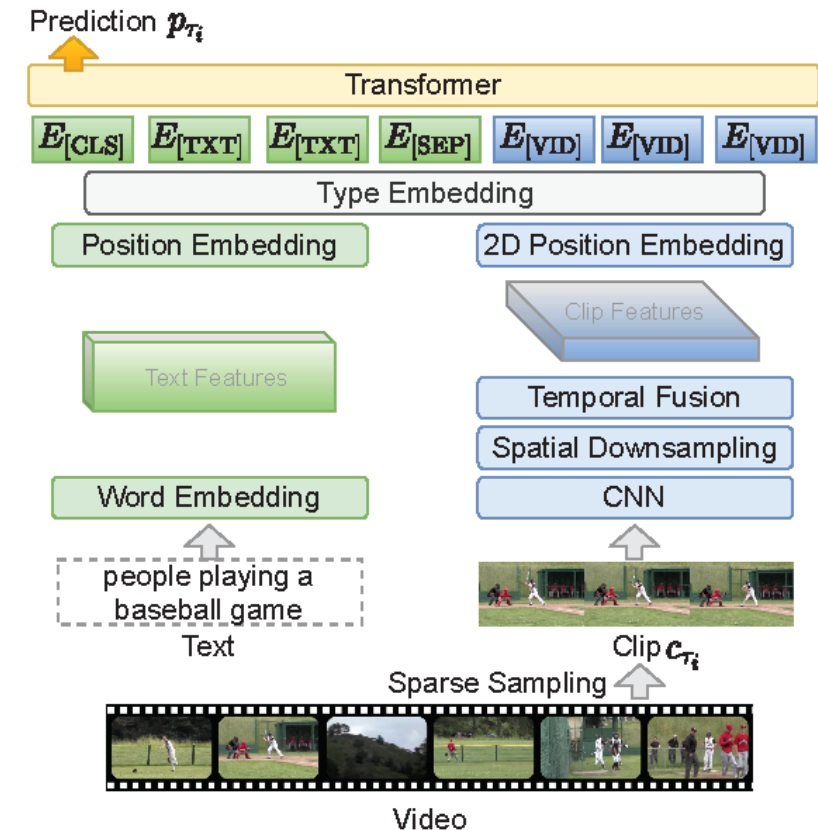 Prediction p_{τ_i}
Transformer
E_[CLS] E_[TXT] E_[TXT] E_[SEP] E_[VID] E_[VID] E_[VID]
Type Embedding
Position Embedding
2D Position Embedding
Clip Features
Text Features
Temporal Fusion
Spatial Downsampling
Word Embedding
CNN
people playing a
baseball game
Text
Clip c_{τ_i}
Sparse Sampling
Video